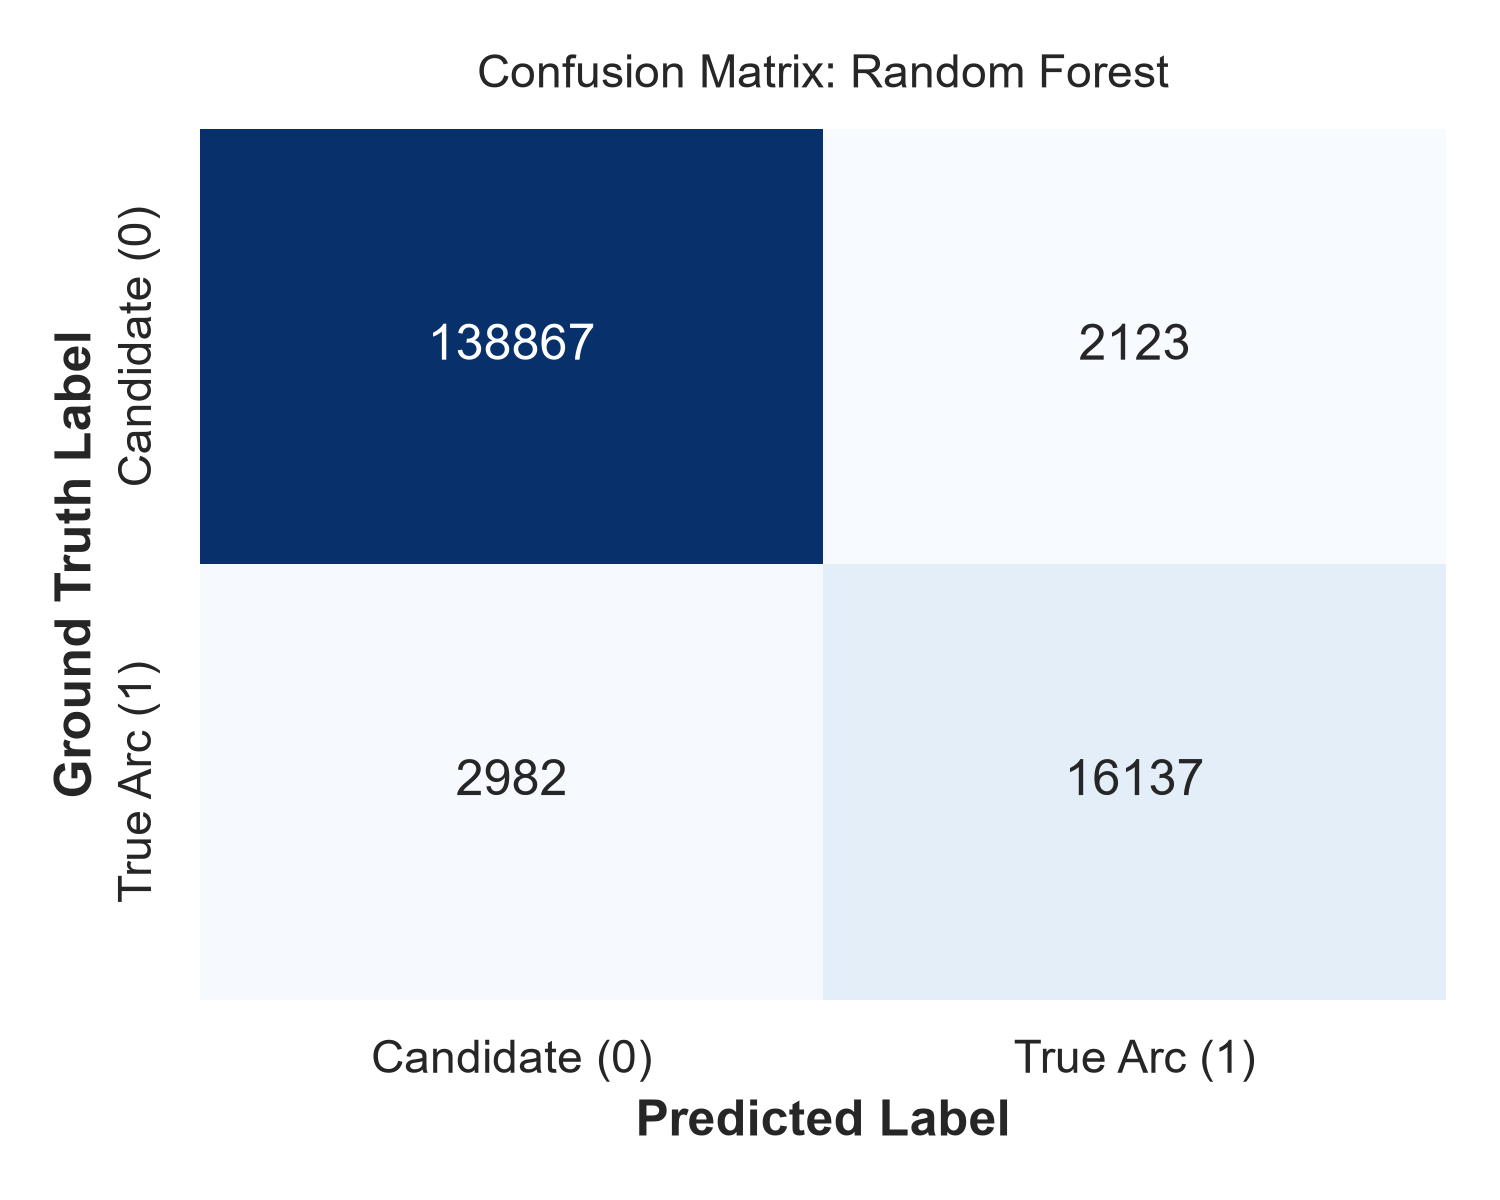 Confusion Matrix: Random Forest
Ground Truth Label
Candidate (0)
138867
2123
True Arc (1)
2982
16137
Candidate (0)
True Arc (1)
Predicted Label